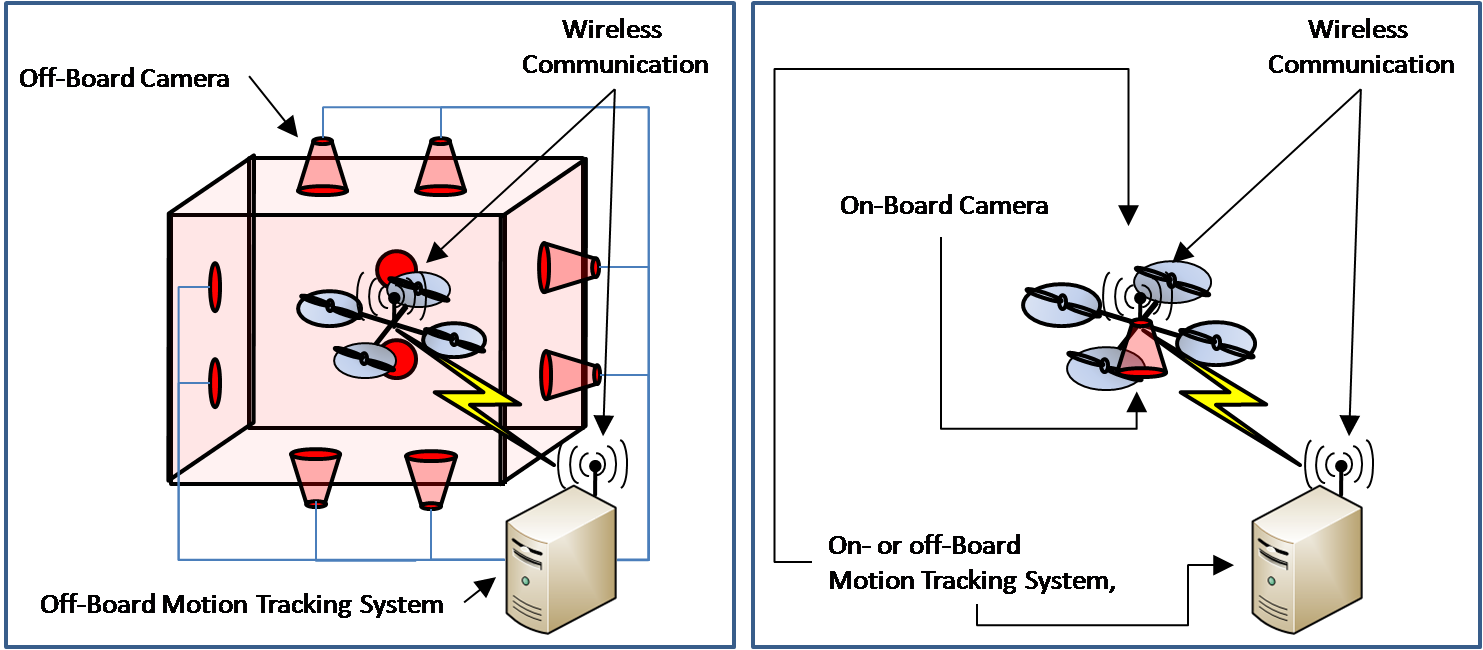 Wireless
Communication
Off-Board Camera
Off-Board Motion Tracking System
Wireless
Communication
On-Board Camera
On- or off-Board
Motion Tracking System,